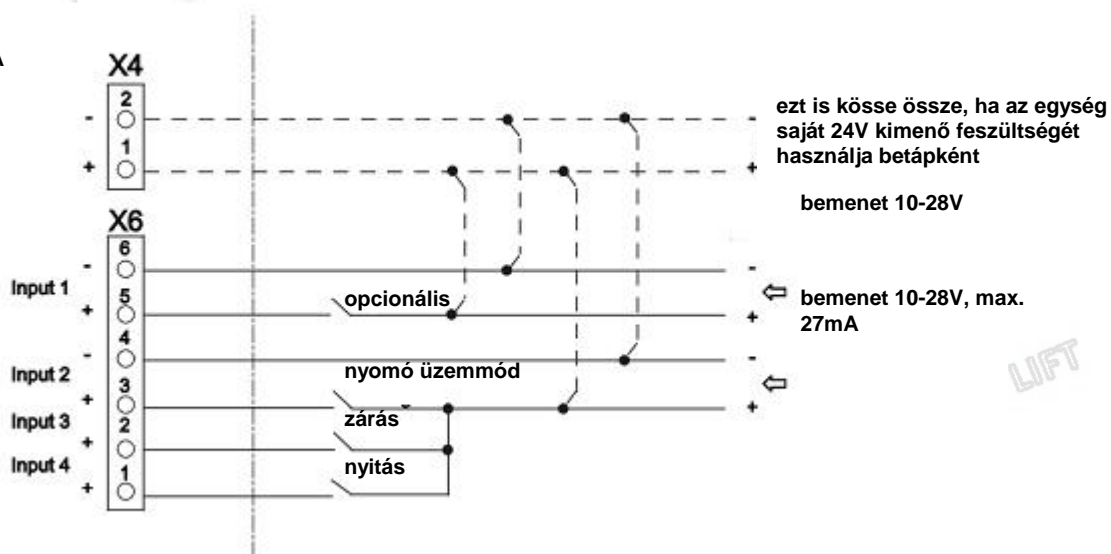 X4
2
-
-
ezt is kösse össze, ha az egység
saját 24V kimenő feszültségét
használja betápként
1
+
+
bemenet 10-28V
X6
6
-
-
Input 1
5
opcionális
bemenet 10-28V, max.
27mA
+
+
4
-
-
Input 2
nyomó üzemmód
LIFT
3
+
+
Input 3
zárás
2
+
Input 4
nyitás
1
+